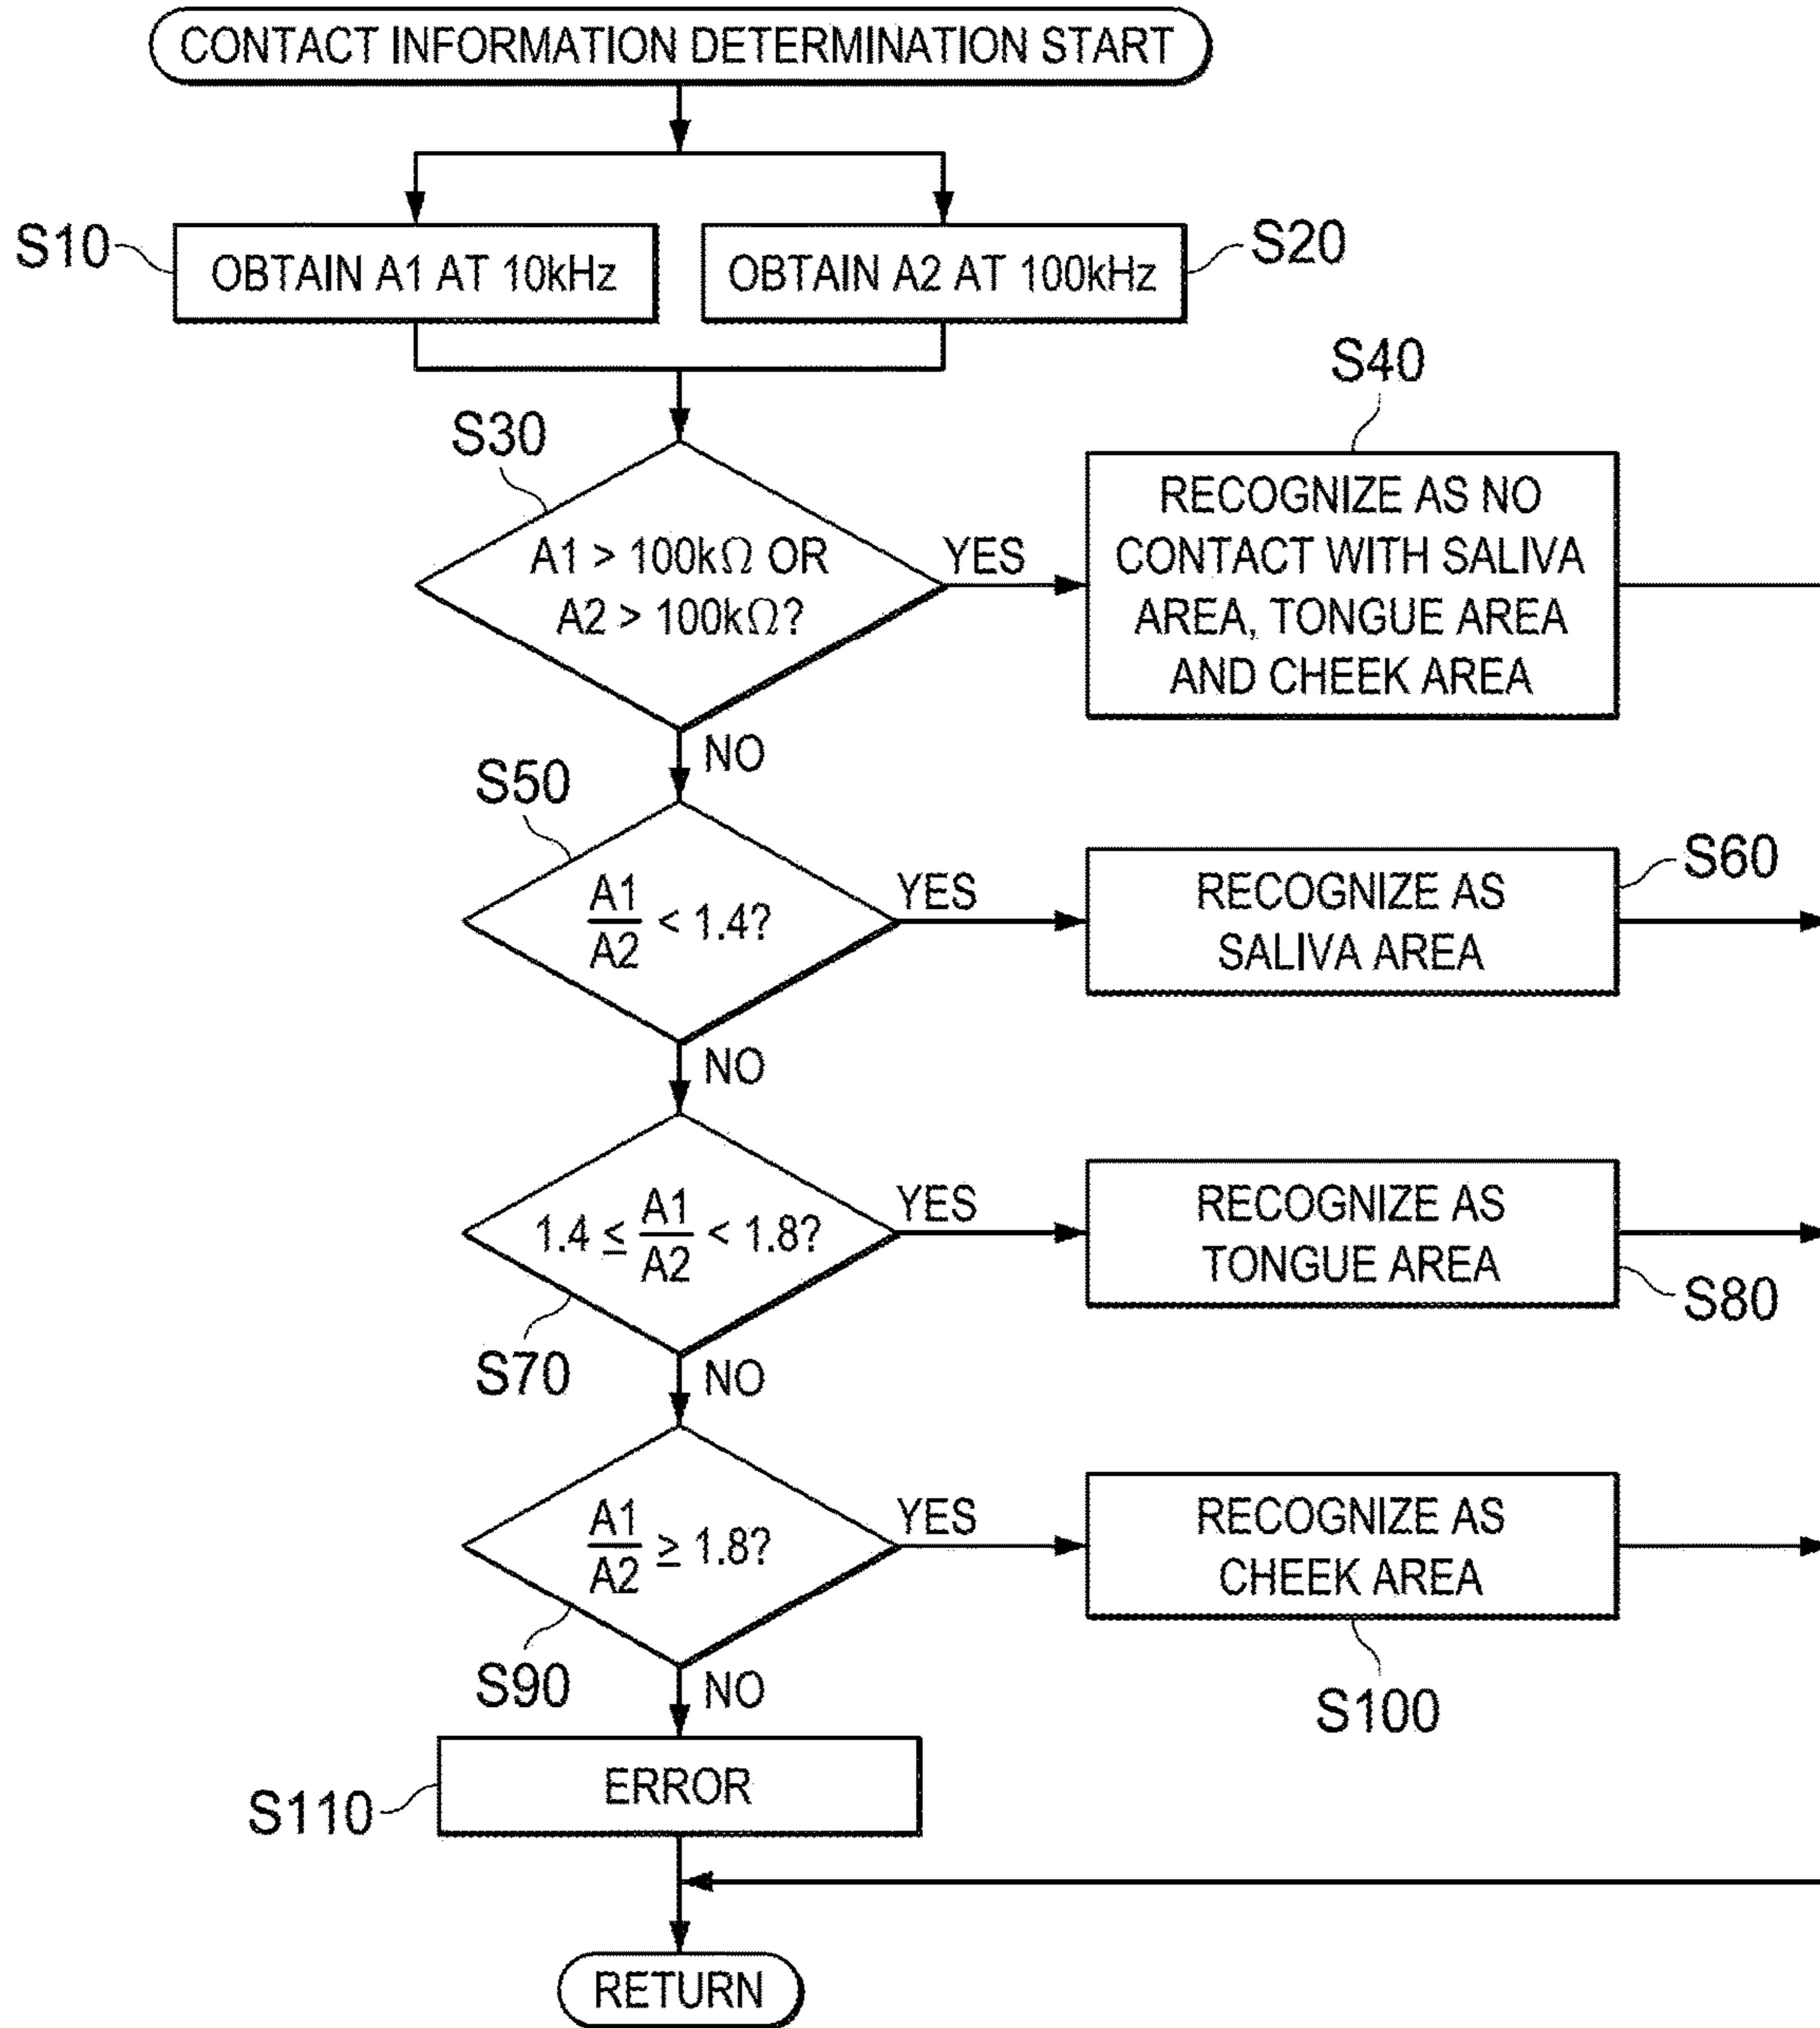 CONTACT INFORMATION DETERMINATION START
S10
OBTAIN A1 AT 10kHz
OBTAIN A2 AT 100kHz
S20
S30
A1 > 100kΩ OR
A2 > 100kΩ?
YES
NO
S40
RECOGNIZE AS NO
CONTACT WITH SALIVA
AREA, TONGUE AREA
AND CHEEK AREA
S50
A1
A2
< 1.4?
YES
NO
RECOGNIZE AS
SALIVA AREA
S60
1.4 ≤ A1
A2
< 1.8?
S70
YES
NO
RECOGNIZE AS
TONGUE AREA
S80
A1
A2
≥ 1.8?
S90
YES
NO
RECOGNIZE AS
CHEEK AREA
S100
S110
ERROR
RETURN